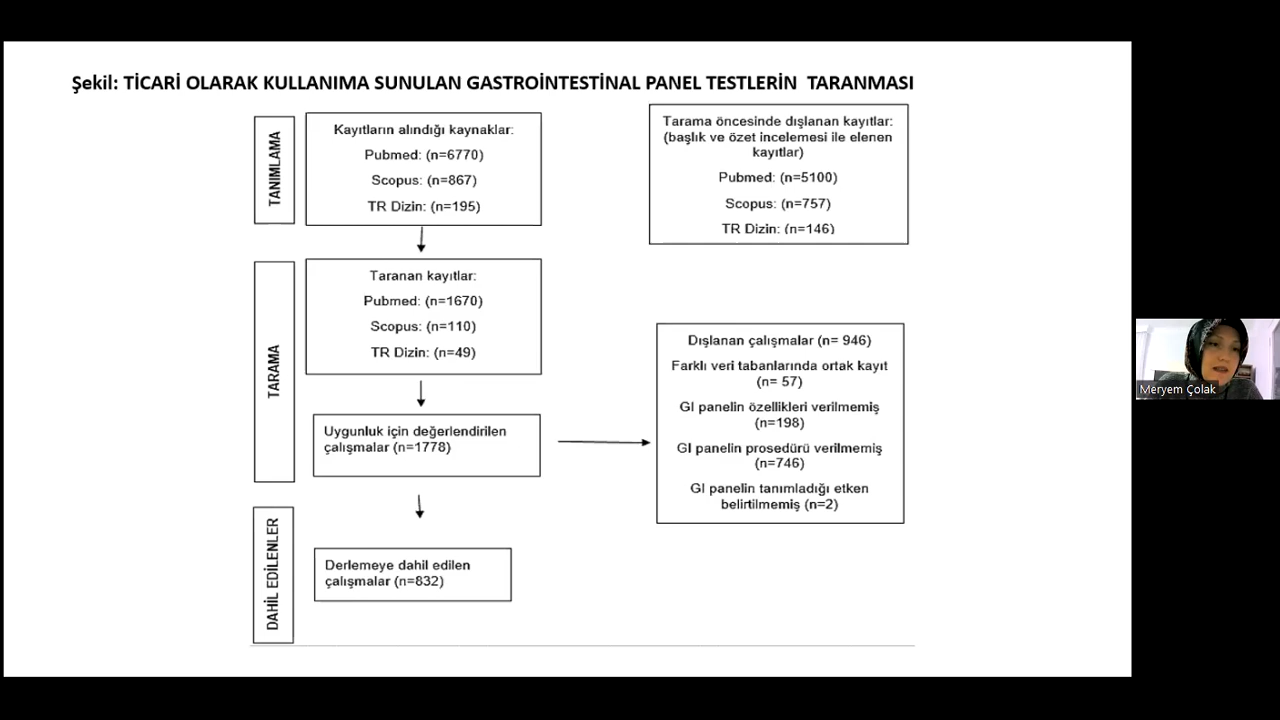 Şekil: TİCARİ OLARAK KULLANIMA SUNULAN GASTROİNTESTİNAL PANEL TESTLERİN TARANMASI
TANIMLAMA
Kayıtların alındığı kaynaklar:
Pubmed: (n=6770)
Scopus: (n=867)
TR Dizin: (n=195)
Tarama öncesinde dışlanan kayıtlar:
(başlık ve özet incelemesi ile elenen
kayıtlar)
Pubmed: (n=5100)
Scopus: (n=757)
TR Dizin: (n=146)
TARAMA
Taranan kayıtlar:
Pubmed: (n=1670)
Scopus: (n=110)
TR Dizin: (n=49)
Uygunluk için değerlendirilen
çalışmalar (n=1778)
Dışlanan çalışmalar (n= 946)
Farklı veri tabanlarında ortak kayıt
(n= 57)
GI panelin özellikleri verilmemiş
(n=198)
GI panelin prosedürü verilmemiş
(n=746)
GI panelin tanımladığı etken
belirtilmemiş (n=2)
DAHİL EDİLENLER
Derlemeye dahil edilen
çalışmalar (n=832)
Meryem Çolak